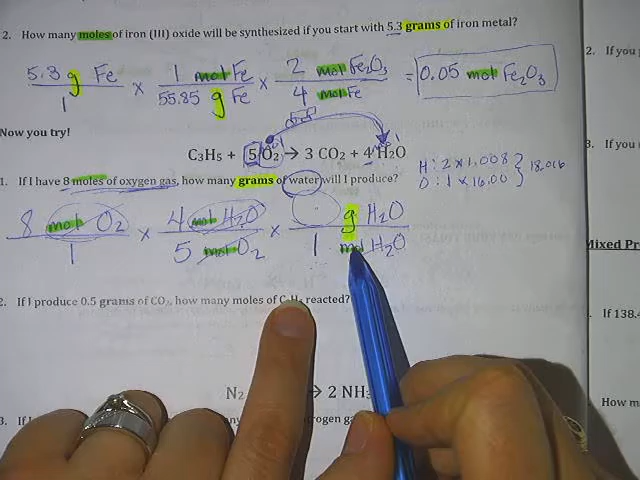 2. How many moles of iron (III) oxide will be synthesized if you start with 5.3 grams of iron metal?
5.3 g Fe / 1 × 1 mol Fe / 55.85 g Fe × 2 mol Fe₂O₃ / 4 mol Fe = 0.05 mol Fe₂O₃
Now you try!
C3H5 + 5 O2 → 3 CO2 + 4 H2O
H: 2 × 1.008
O: 1 × 16.00
} 18.016
1. If I have 8 moles of oxygen gas, how many grams of water will I produce?
8 mol O₂ / 1 × 4 mol H₂O / 5 mol O₂ × g H₂O / 1 mol H₂O
2. If I produce 0.5 grams of CO2, how many moles of reacted?
→ 2 NH3
3. If I
gas
2. If you
3. If you
Mixed Pr
1. If 138.4
How m